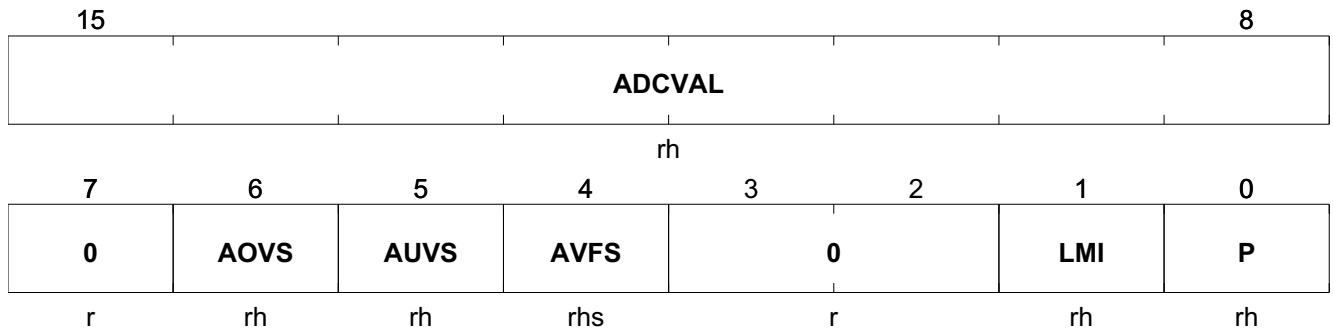 15 8
ADCVAL
rh
7 6 5 4 3 2 1 0
0 AOVS AUVS AVFS 0 LMI P
r rh rh rhs r rh rh